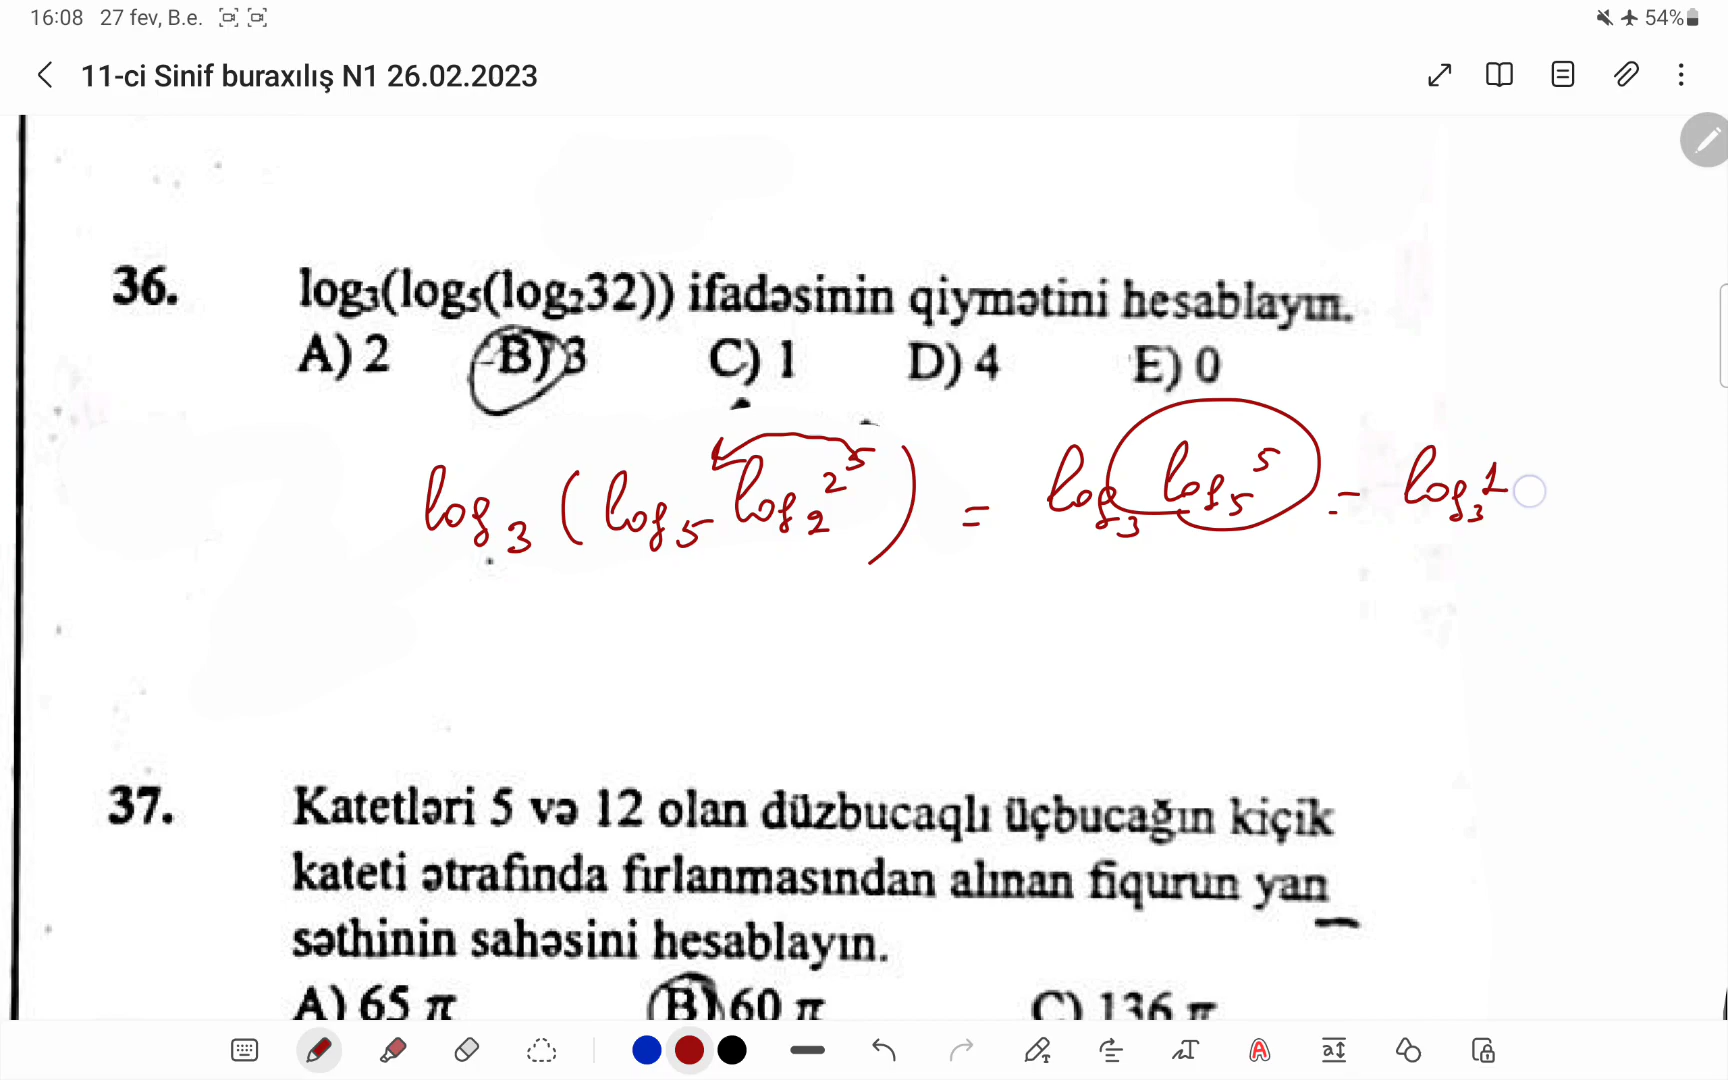 16:08 27 fev, B.e. 54%
11-ci Sinif buraxılış N1 26.02.2023
36. log₃(log₅(log₂32)) ifadəsinin qiymətini hesablayın.
A) 2 B) 3 C) 1 D) 4 E) 0
log₃(log₅ log₂ 2⁵) = log₃ log₅ 5 = log₃ 1
37. Katetləri 5 və 12 olan düzbucaqlı üçbucağın kiçik
kateti ətrafında fırlanmasından alınan fiqurun yan
səthinin sahəsini hesablayın.
A) 65 π B) 60 π C) 136 π